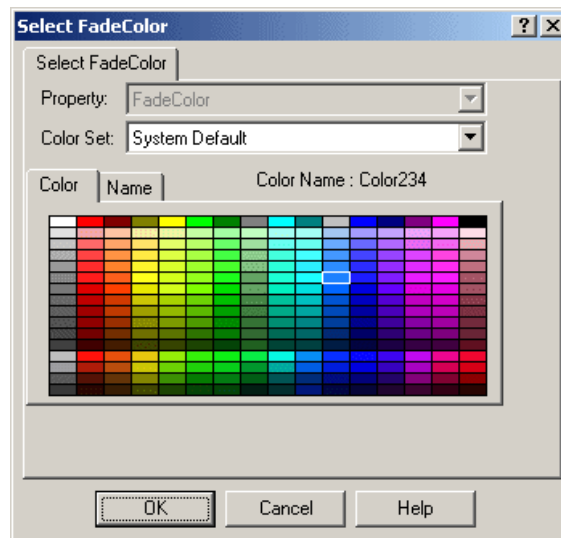 Select FadeColor
Select FadeColor
Property: FadeColor
Color Set: System Default
Color Name Color Name : Color234
OK Cancel Help